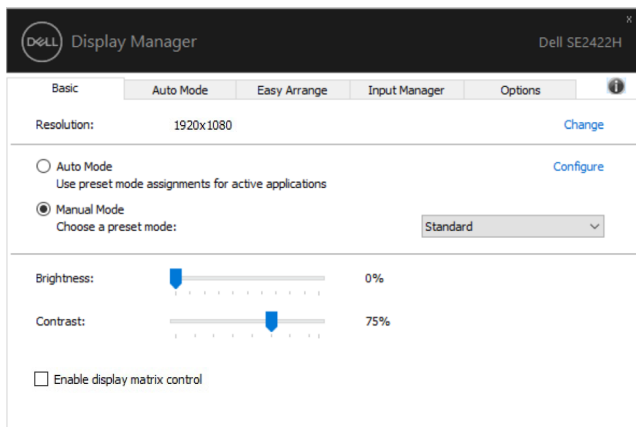 x
DELL Display Manager Dell SE2422H
Basic Auto Mode Easy Arrange Input Manager Options i
Resolution: 1920x1080 Change
Auto Mode Configure
Use preset mode assignments for active applications
Manual Mode
Choose a preset mode: Standard
Brightness: 0%
Contrast: 75%
Enable display matrix control